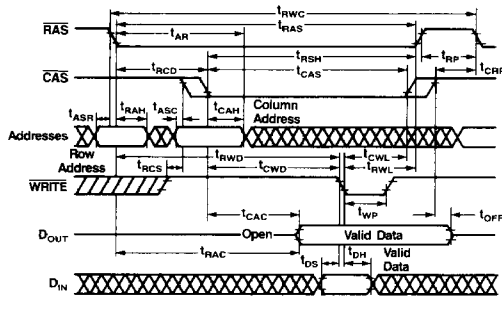 tRWC
RAS
tAR
tRAS
tRSH
tRP
CAS
tRCD
tCAS
tCRP
tASR
tRAH
tASC
tCAH
Column
Address
Addresses
Row
Address
tRWD
tCWL
tRCS
tCWD
tRWL
WRITE
tWP
tCAC
tOFF
DOUT
Open
Valid Data
tRAC
tDS
tDH
Valid
Data
DIN